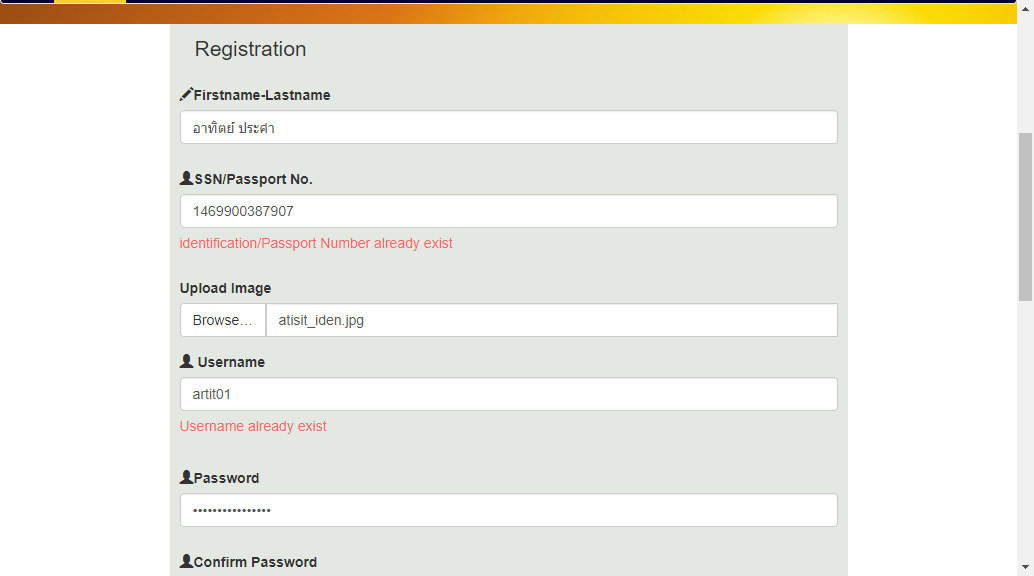 Registration
Firstname-Lastname
อาทิตย์ ประคำ
SSN/Passport No.
1469900387907
identification/Passport Number already exist
Upload Image
Browse… atisit_iden.jpg
Username
artit01
Username already exist
Password
••••••••••••••••
Confirm Password